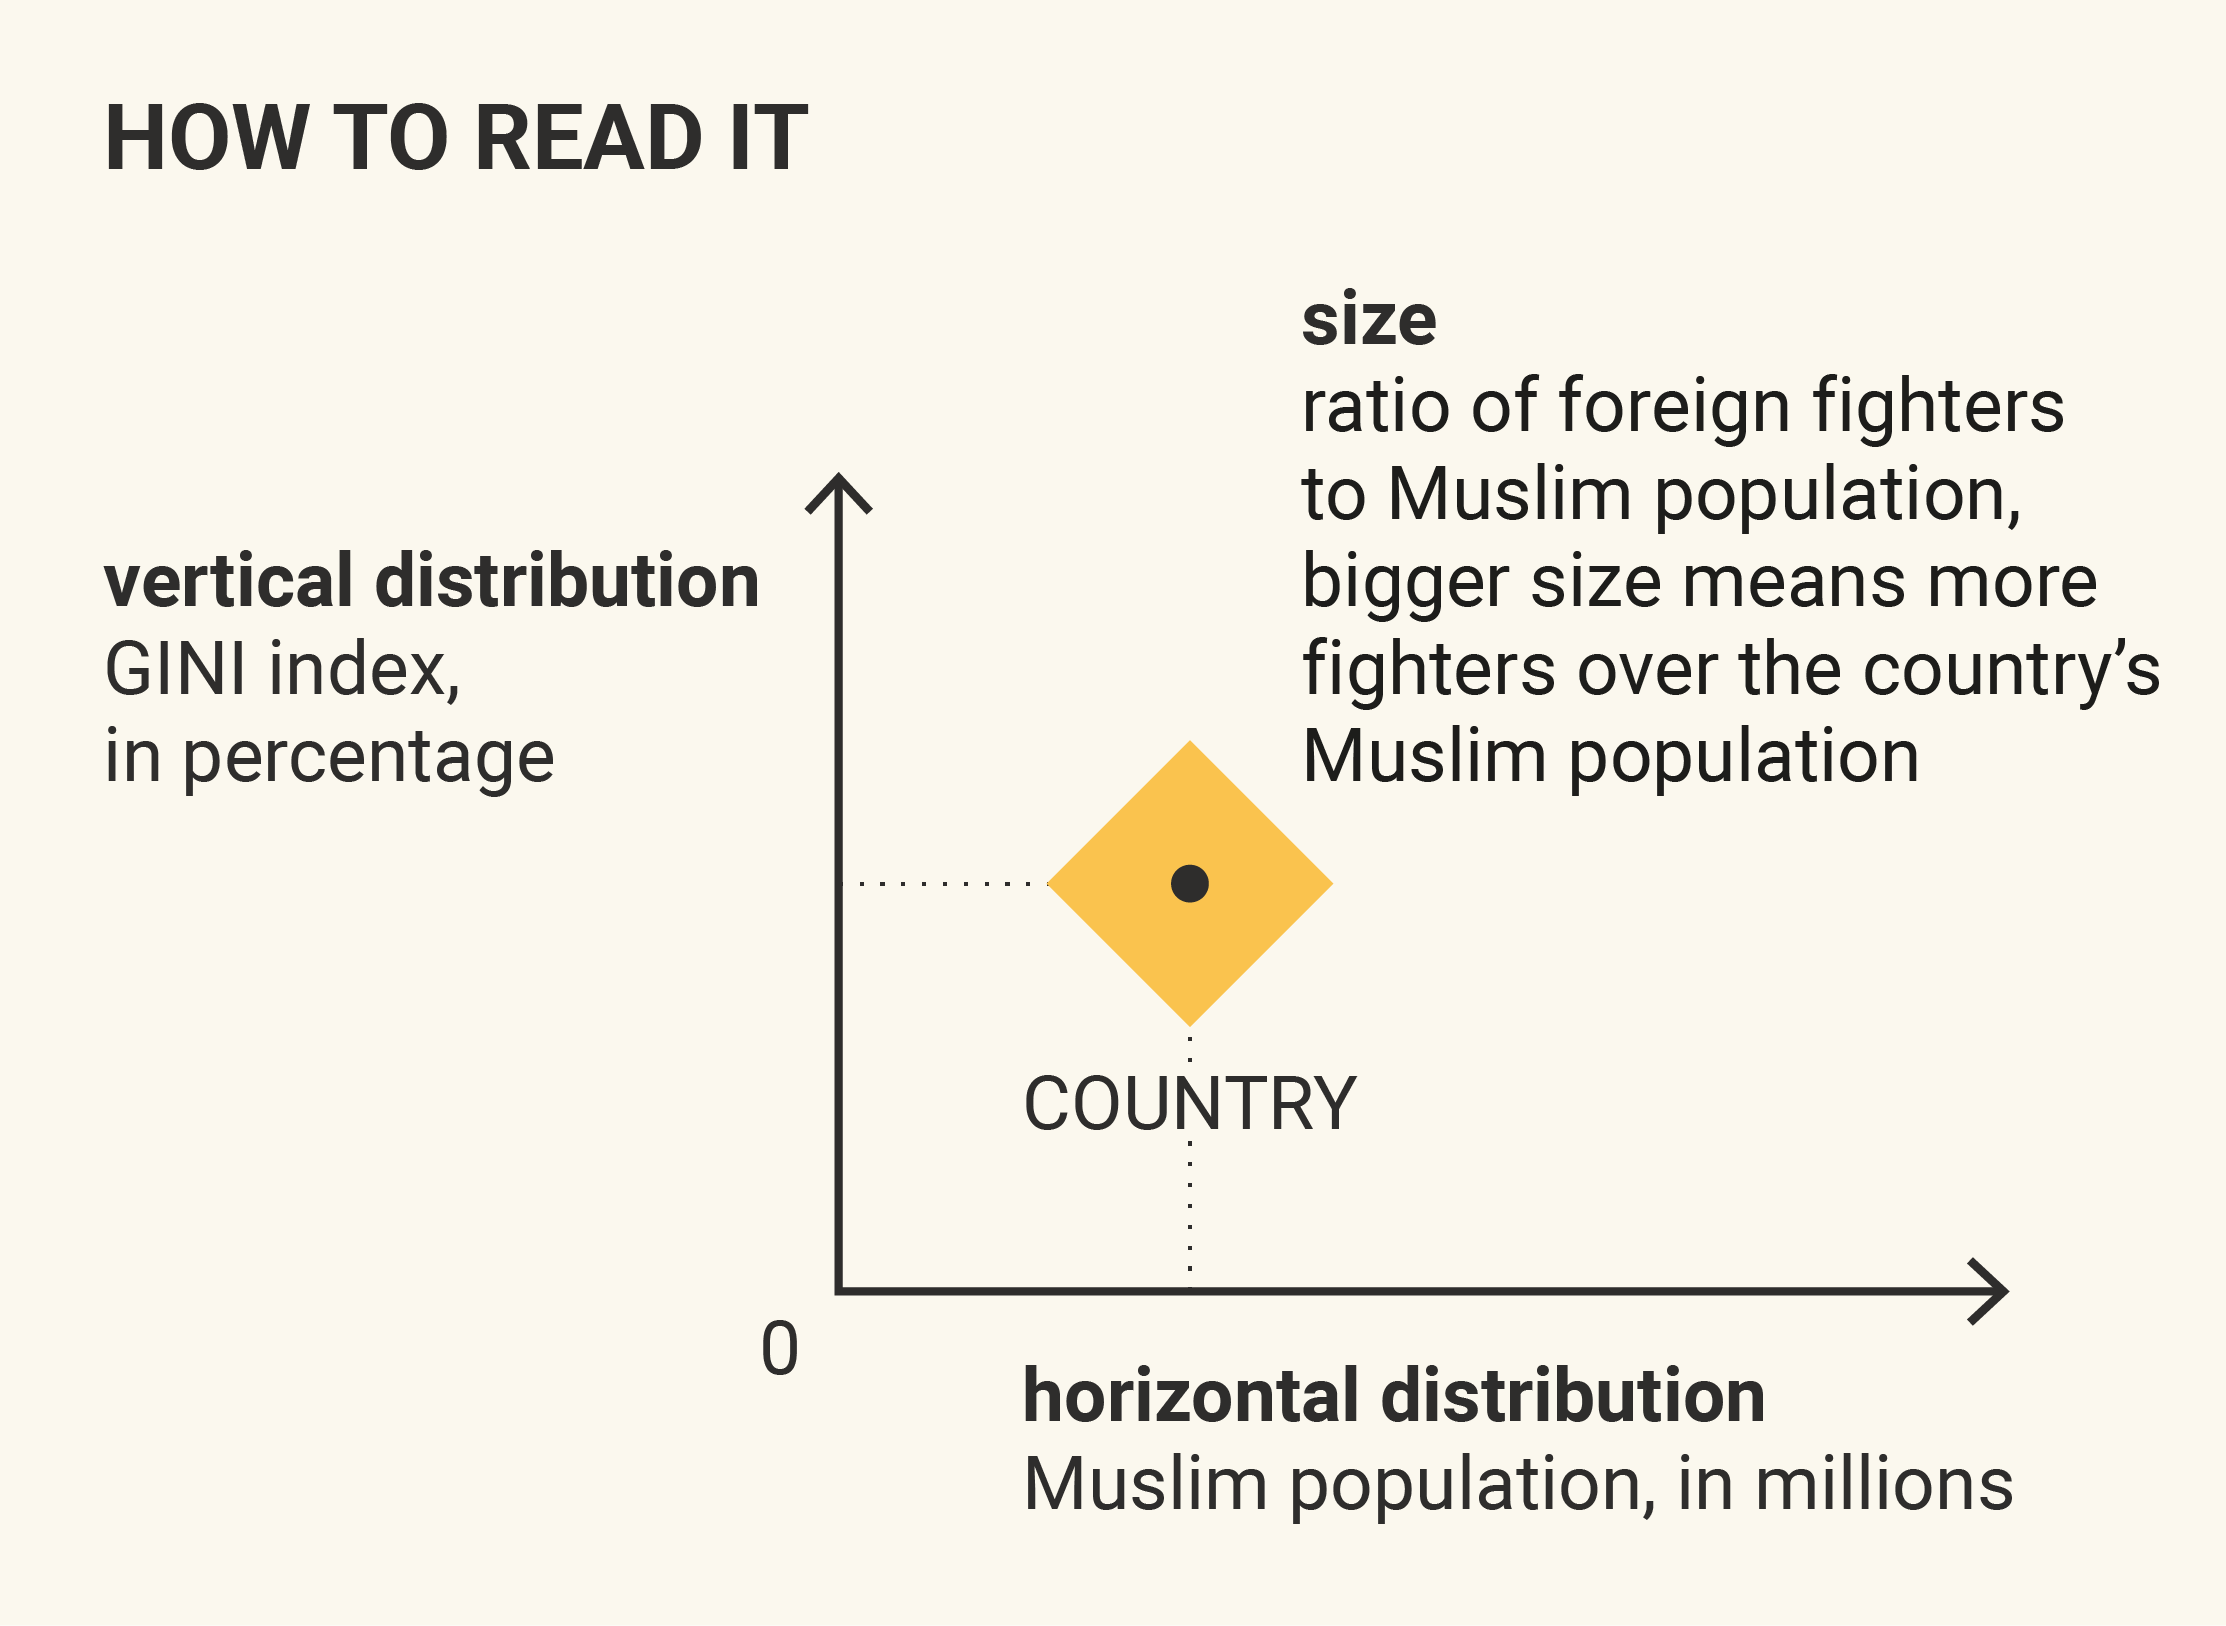 HOW TO READ IT
size
ratio of foreign fighters
to Muslim population,
bigger size means more
fighters over the country’s
Muslim population
vertical distribution
GINI index,
in percentage
COUNTRY
0
horizontal distribution
Muslim population, in millions